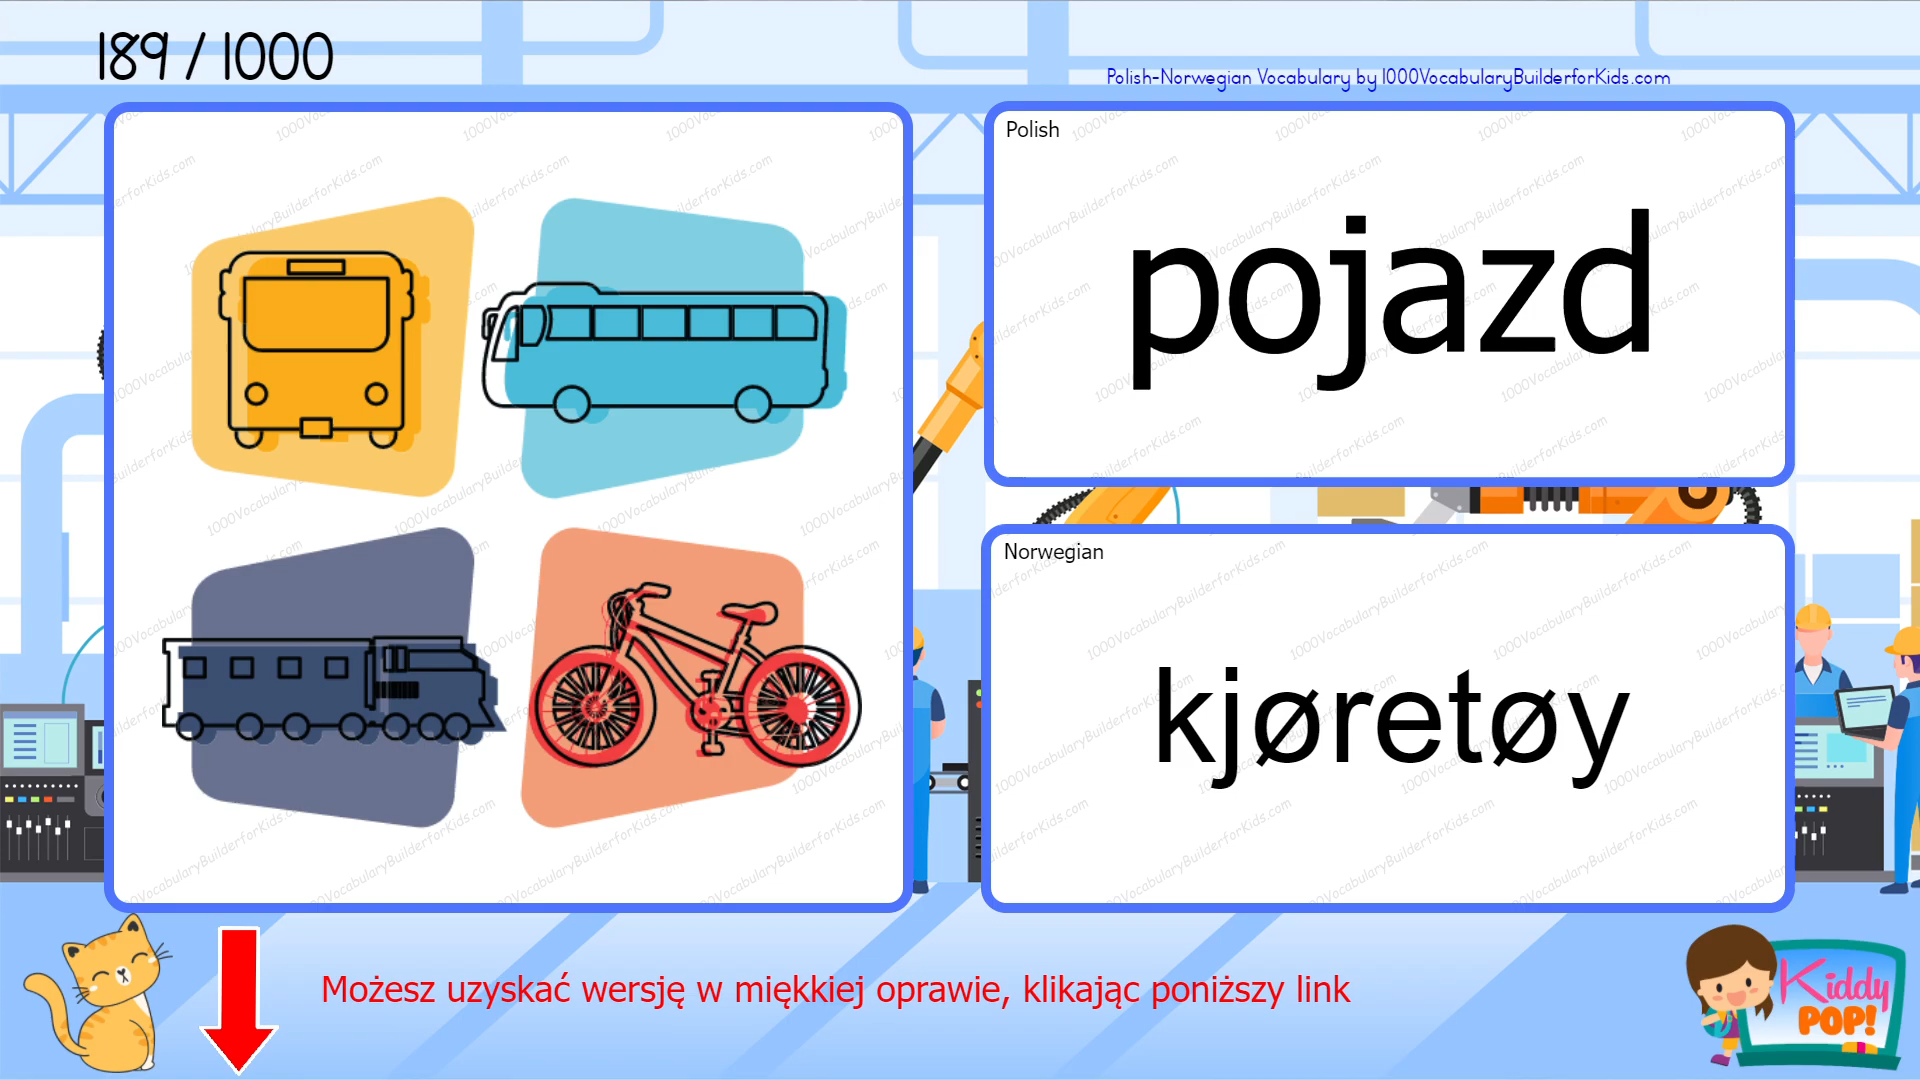 189 / 1000
Polish-Norwegian Vocabulary by 1000VocabularyBuilderforKids.com
Polish
pojazd
Norwegian
kjøretøy
Możesz uzyskać wersję w miękkiej oprawie, klikając poniższy link
Kiddy
POP!